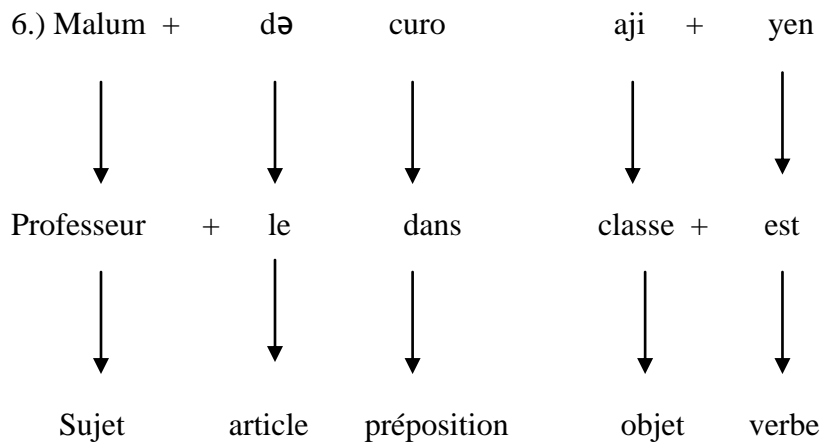 6.) Malum + də curo aji + yen
Professeur + le dans classe + est
Sujet article préposition objet verbe